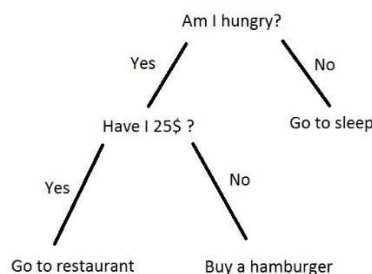 Am I hungry?
Yes
No
Have I 25$ ?
Go to sleep
Yes
No
Go to restaurant
Buy a hamburger